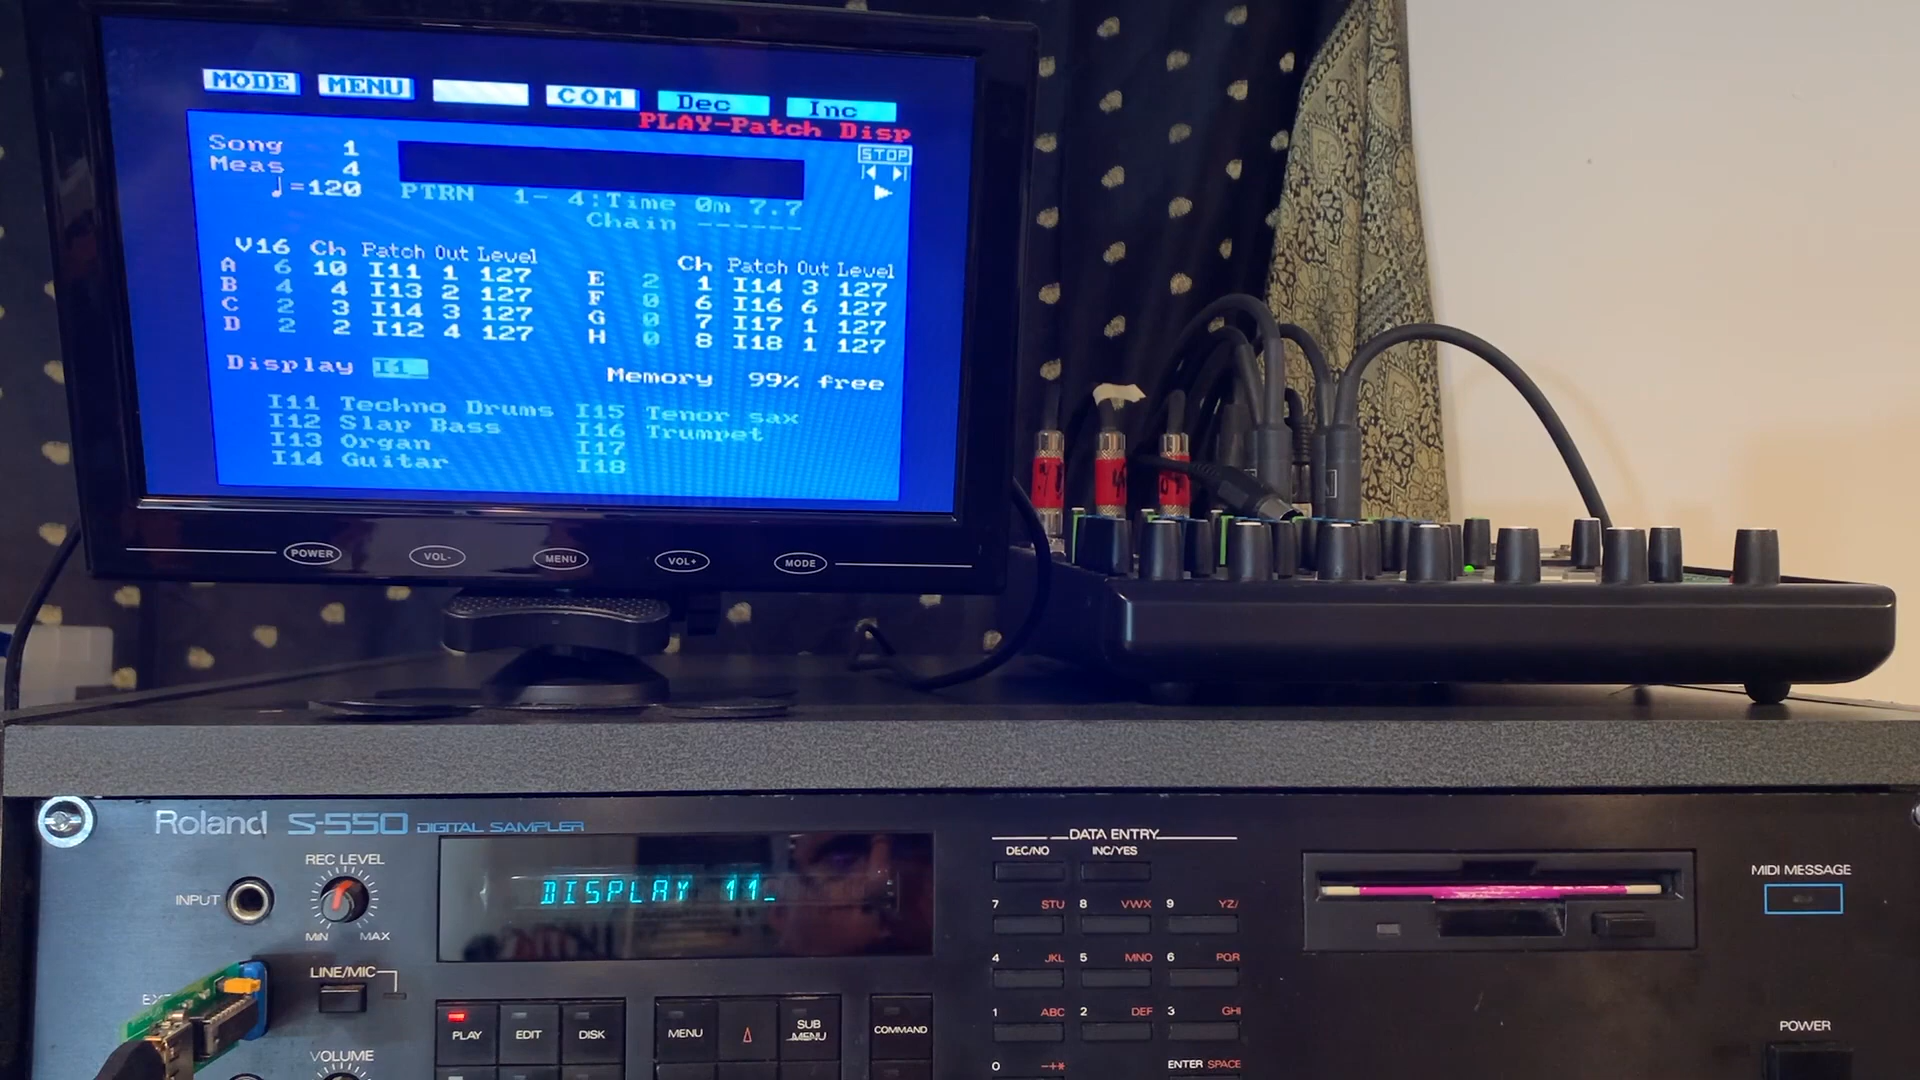 MODE MENU COM Dec Inc
PLAY-Patch Disp
Song 1
STOP
Meas 4
♩=120 PTRN 1- 4:Time 0m 7.7
Chain ------
V16 Ch Patch Out Level
Ch Patch Out Level
A 6 10 I11 1 127
E 2 1 I14 3 127
B 4 4 I13 2 127
F 0 6 I16 6 127
C 2 3 I14 3 127
G 0 7 I17 1 127
D 2 2 I12 4 127
H 0 8 I18 1 127
Display I1_
Memory 99% free
I11 Techno Drums I15 Tenor sax
I12 Slap Bass I16 Trumpet
I13 Organ I17
I14 Guitar I18
POWER VOL- MENU VOL+ MODE
Roland S-550 DIGITAL SAMPLER
REC LEVEL
INPUT
MIN MAX
LINE/MIC
VOLUME
DISPLAY 11_
PLAY EDIT DISK MENU SUB MENU COMMAND
DATA ENTRY
DEC/NO INC/YES
7 STU 8 VWX 9 YZ/
4 JKL 5 MNO 6 PQR
1 ABC 2 DEF 3 GHI
0 -+* ENTER SPACE
MIDI MESSAGE
POWER